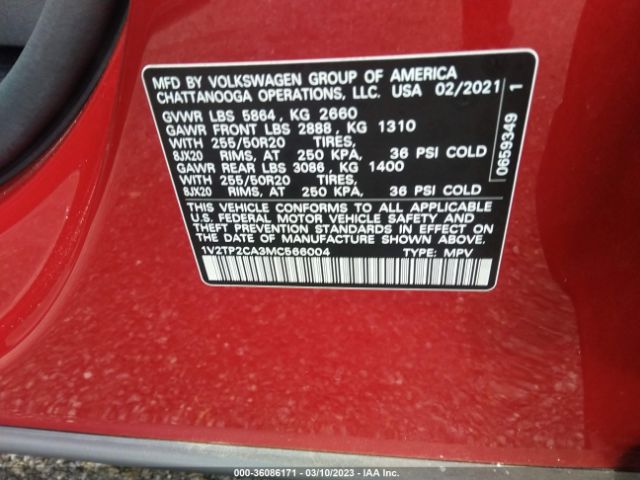 MFD BY VOLKSWAGEN GROUP OF AMERICA
CHATTANOOGA OPERATIONS, LLC. USA 02/2021
GVWR LBS 5864, KG 2660
GAWR FRONT LBS 2888, KG 1310
WITH 255/50R20 TIRES,
8JX20 RIMS, AT 250 KPA, 36 PSI COLD
GAWR REAR LBS 3086, KG 1400
WITH 255/50R20 TIRES,
8JX20 RIMS, AT 250 KPA, 36 PSI COLD
THIS VEHICLE CONFORMS TO ALL APPLICABLE
U.S. FEDERAL MOTOR VEHICLE SAFETY AND
THEFT PREVENTION STANDARDS IN EFFECT
ON THE DATE OF MANUFACTURE SHOWN ABOVE.
1V2TP2CA3MC566004 TYPE: MPV
0659349 1
000-36086171 — 03/10/2023 — IAA Inc.